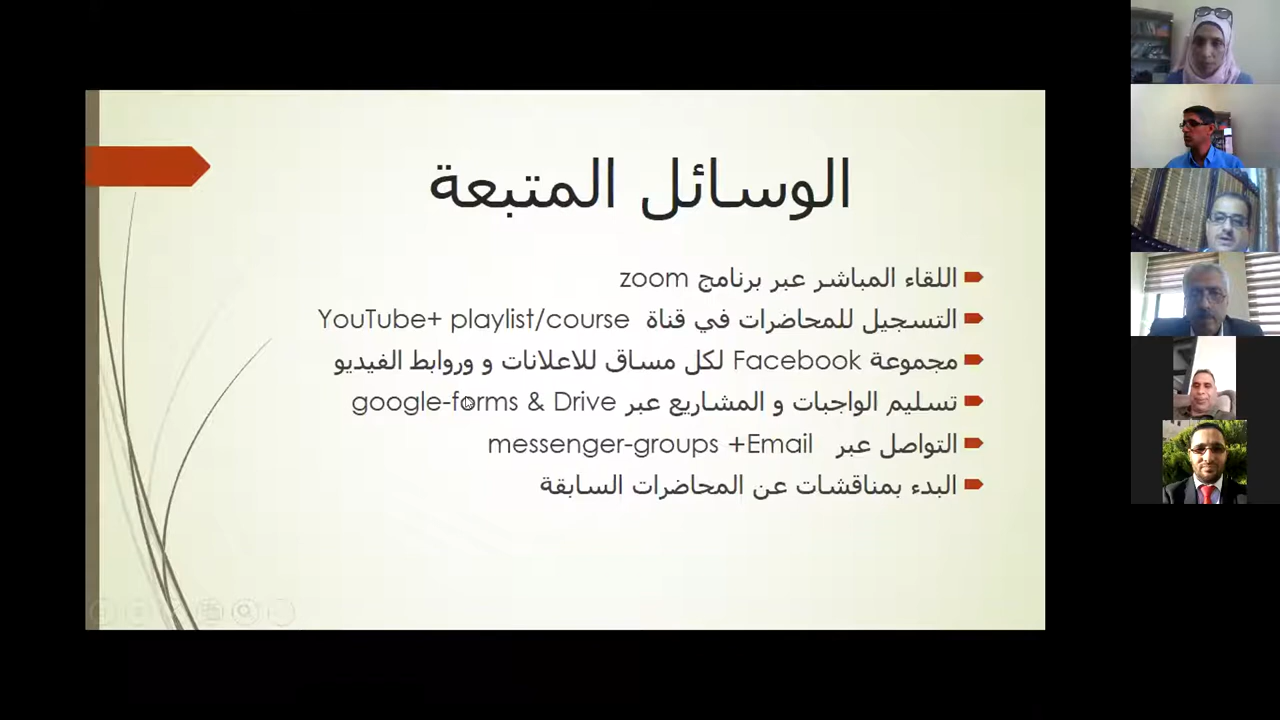 الوسائل المتبعة
اللقاء المباشر عبر برنامج zoom
التسجيل للمحاضرات في قناة YouTube+ playlist/course
مجموعة Facebook لكل مساق للاعلانات و وروابط الفيديو
تسليم الواجبات و المشاريع عبر google-forms & Drive
التواصل عبر messenger-groups +Email
البدء بمناقشات عن المحاضرات السابقة